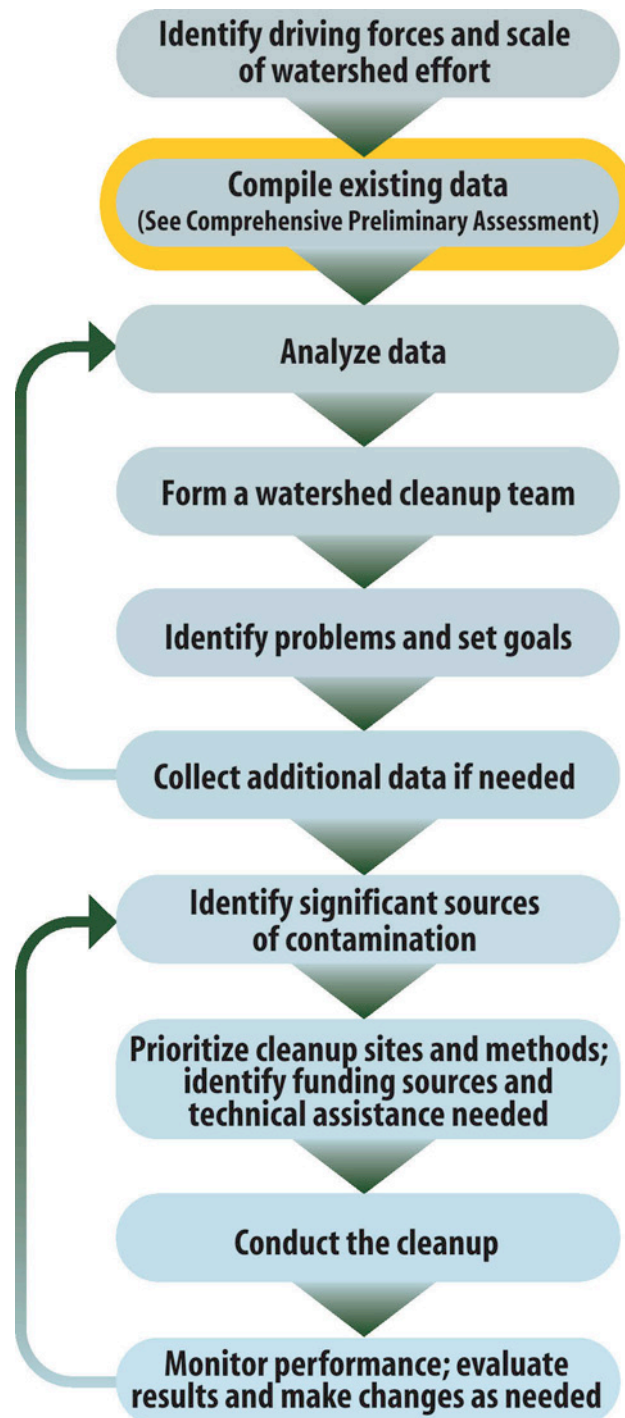 Identify driving forces and scale
of watershed effort
Compile existing data
(See Comprehensive Preliminary Assessment)
Analyze data
Form a watershed cleanup team
Identify problems and set goals
Collect additional data if needed
Identify significant sources
of contamination
Prioritize cleanup sites and methods;
identify funding sources and
technical assistance needed
Conduct the cleanup
Monitor performance; evaluate
results and make changes as needed